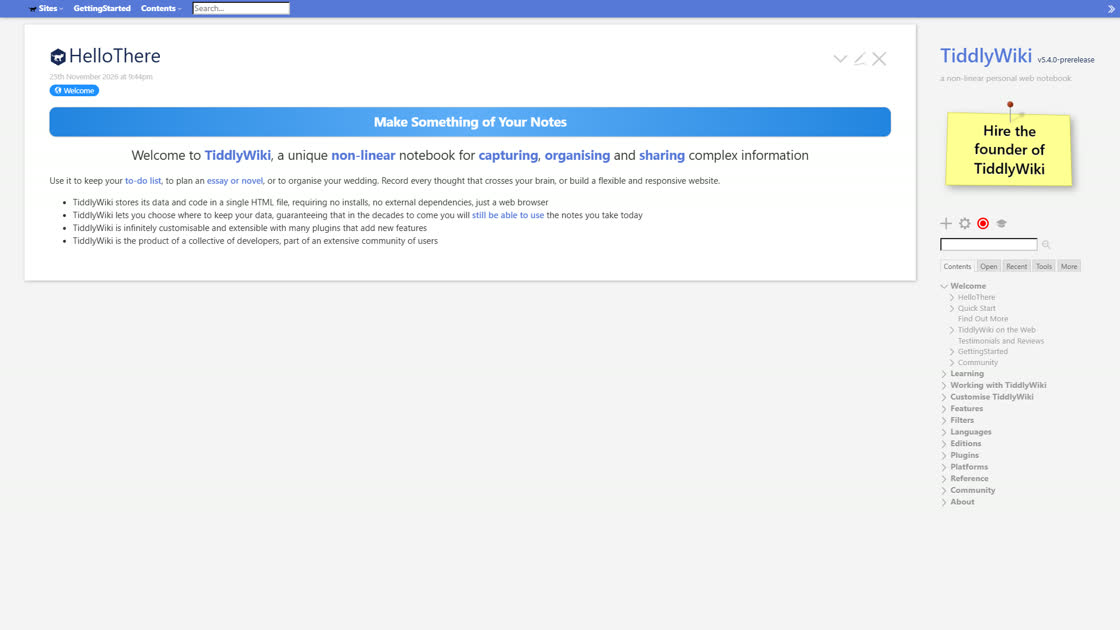 Sites
GettingStarted
Contents
Search...
HelloThere
25th November 2026 at 9:44pm
Welcome
Make Something of Your Notes
Welcome to TiddlyWiki, a unique non-linear notebook for capturing, organising and sharing complex information
Use it to keep your to-do list, to plan an essay or novel, or to organise your wedding. Record every thought that crosses your brain, or build a flexible and responsive website.
TiddlyWiki stores its data and code in a single HTML file, requiring no installs, no external dependencies, just a web browser
TiddlyWiki lets you choose where to keep your data, guaranteeing that in the decades to come you will still be able to use the notes you take today
TiddlyWiki is infinitely customisable and extensible with many plugins that add new features
TiddlyWiki is the product of a collective of developers, part of an extensive community of users
TiddlyWiki v5.4.0-prerelease
a non-linear personal web notebook
Hire the
founder of
TiddlyWiki
Contents Open Recent Tools More
Welcome
HelloThere
Quick Start
Find Out More
TiddlyWiki on the Web
Testimonials and Reviews
GettingStarted
Community
Learning
Working with TiddlyWiki
Customise TiddlyWiki
Features
Filters
Languages
Editions
Plugins
Platforms
Reference
Community
About